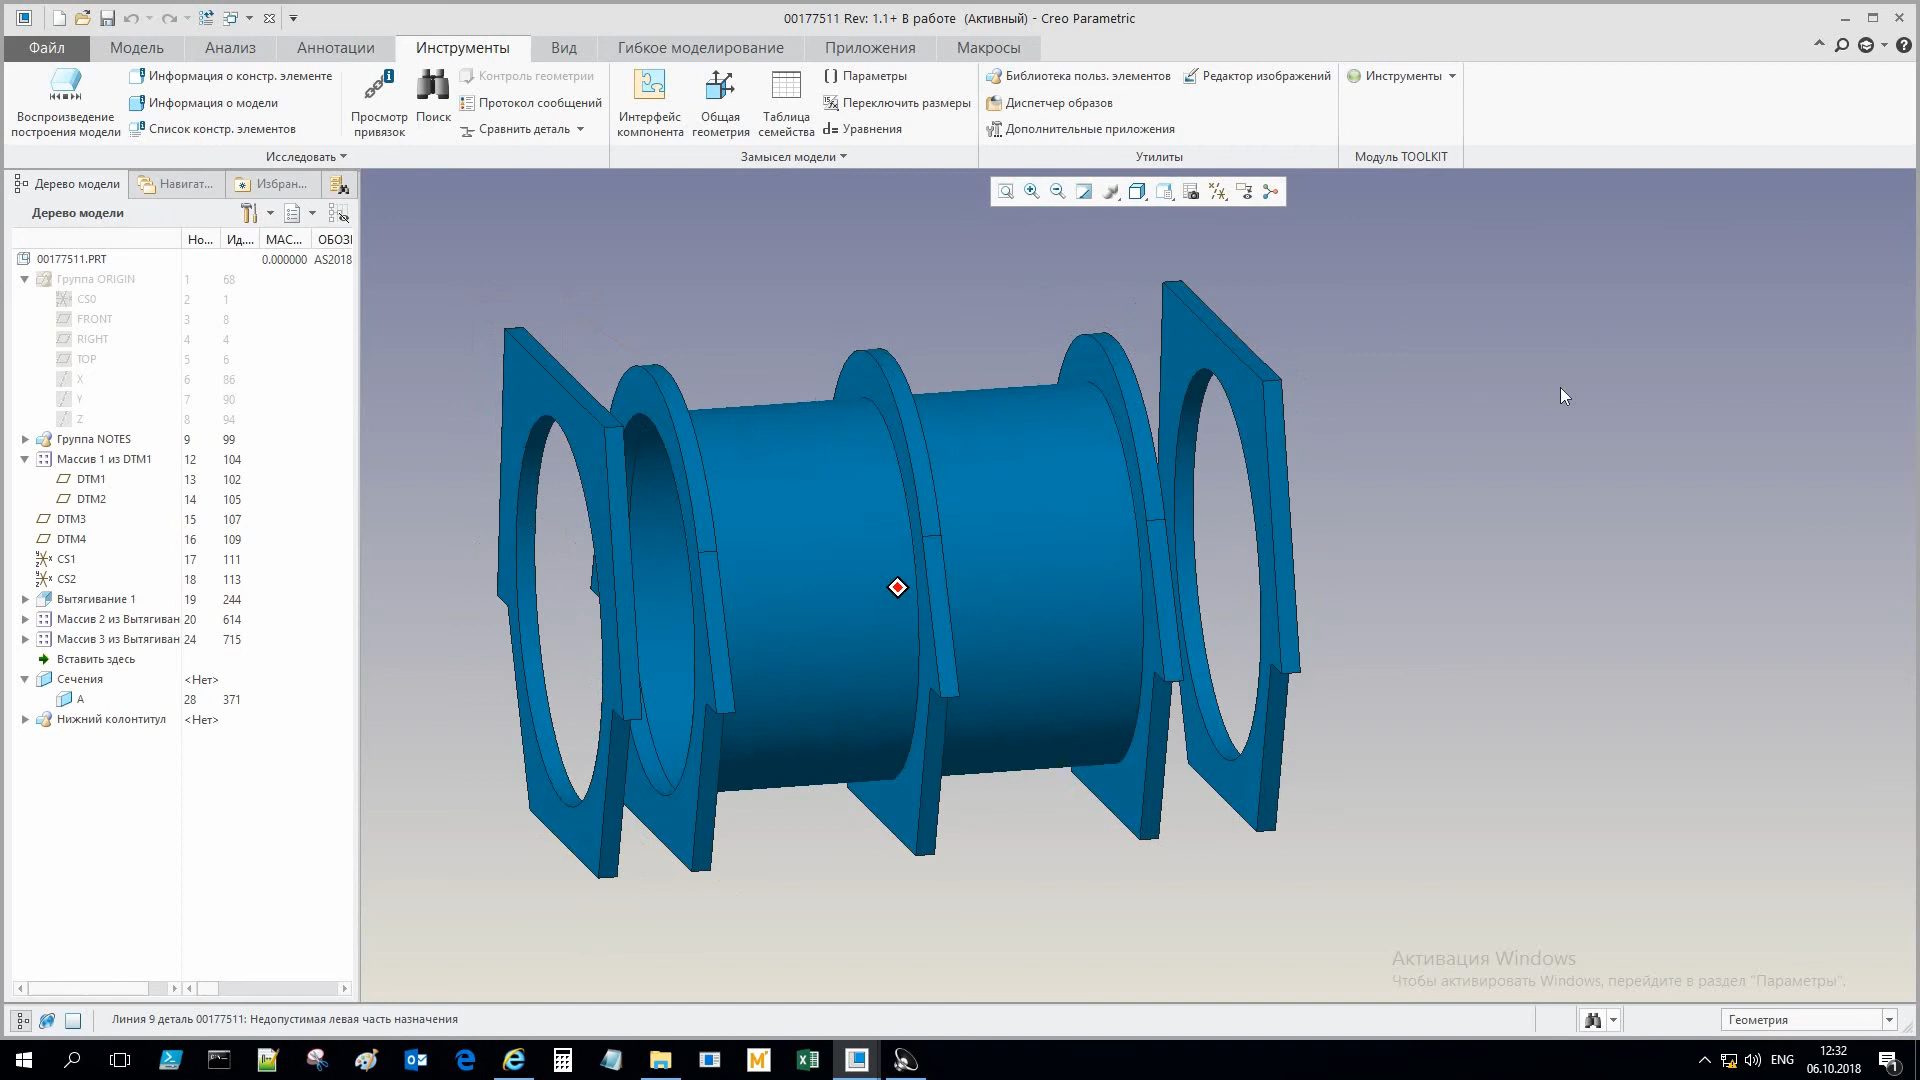 00177511 Rev: 1.1+ В работе (Активный) - Creo Parametric
Файл Модель Анализ Аннотации Инструменты Вид Гибкое моделирование Приложения Макросы
Воспроизведение построения модели
Информация о констр. элементе
Информация о модели
Список констр. элементов
Просмотр привязок
Поиск
Контроль геометрии
Протокол сообщений
Сравнить деталь
Интерфейс компонента
Общая геометрия
Таблица семейства
Параметры
Переключить размеры
d= Уравнения
Библиотека польз. элементов
Диспетчер образов
Дополнительные приложения
Редактор изображений
Инструменты
Исследовать Замысел модели Утилиты Модуль TOOLKIT
Дерево модели Навигат... Избран...
Дерево модели
Но... Ид.... МАС... ОБОЗ
00177511.PRT 0.000000 AS2018
Группа ORIGIN 1 68
CS0 2 1
FRONT 3 8
RIGHT 4 4
TOP 5 6
X 6 86
Y 7 90
Z 8 94
Группа NOTES 9 99
Массив 1 из DTM1 12 104
DTM1 13 102
DTM2 14 105
DTM3 15 107
DTM4 16 109
CS1 17 111
CS2 18 113
Вытягивание 1 19 244
Массив 2 из Вытягиван 20 614
Массив 3 из Вытягиван 24 715
Вставить здесь
Сечения <Нет>
A 28 371
Нижний колонтитул <Нет>
Активация Windows
Чтобы активировать Windows, перейдите в раздел "Параметры".
Линия 9 деталь 00177511: Недопустимая левая часть назначения
Геометрия
ENG
12:32
06.10.2018
1